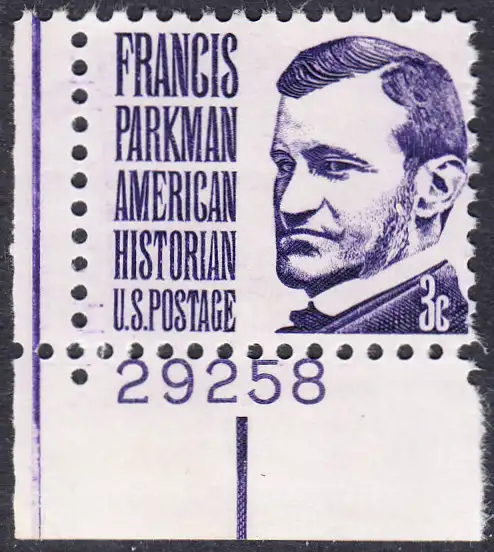 FRANCIS
PARKMAN
AMERICAN
HISTORIAN
U.S.POSTAGE
3c
29258